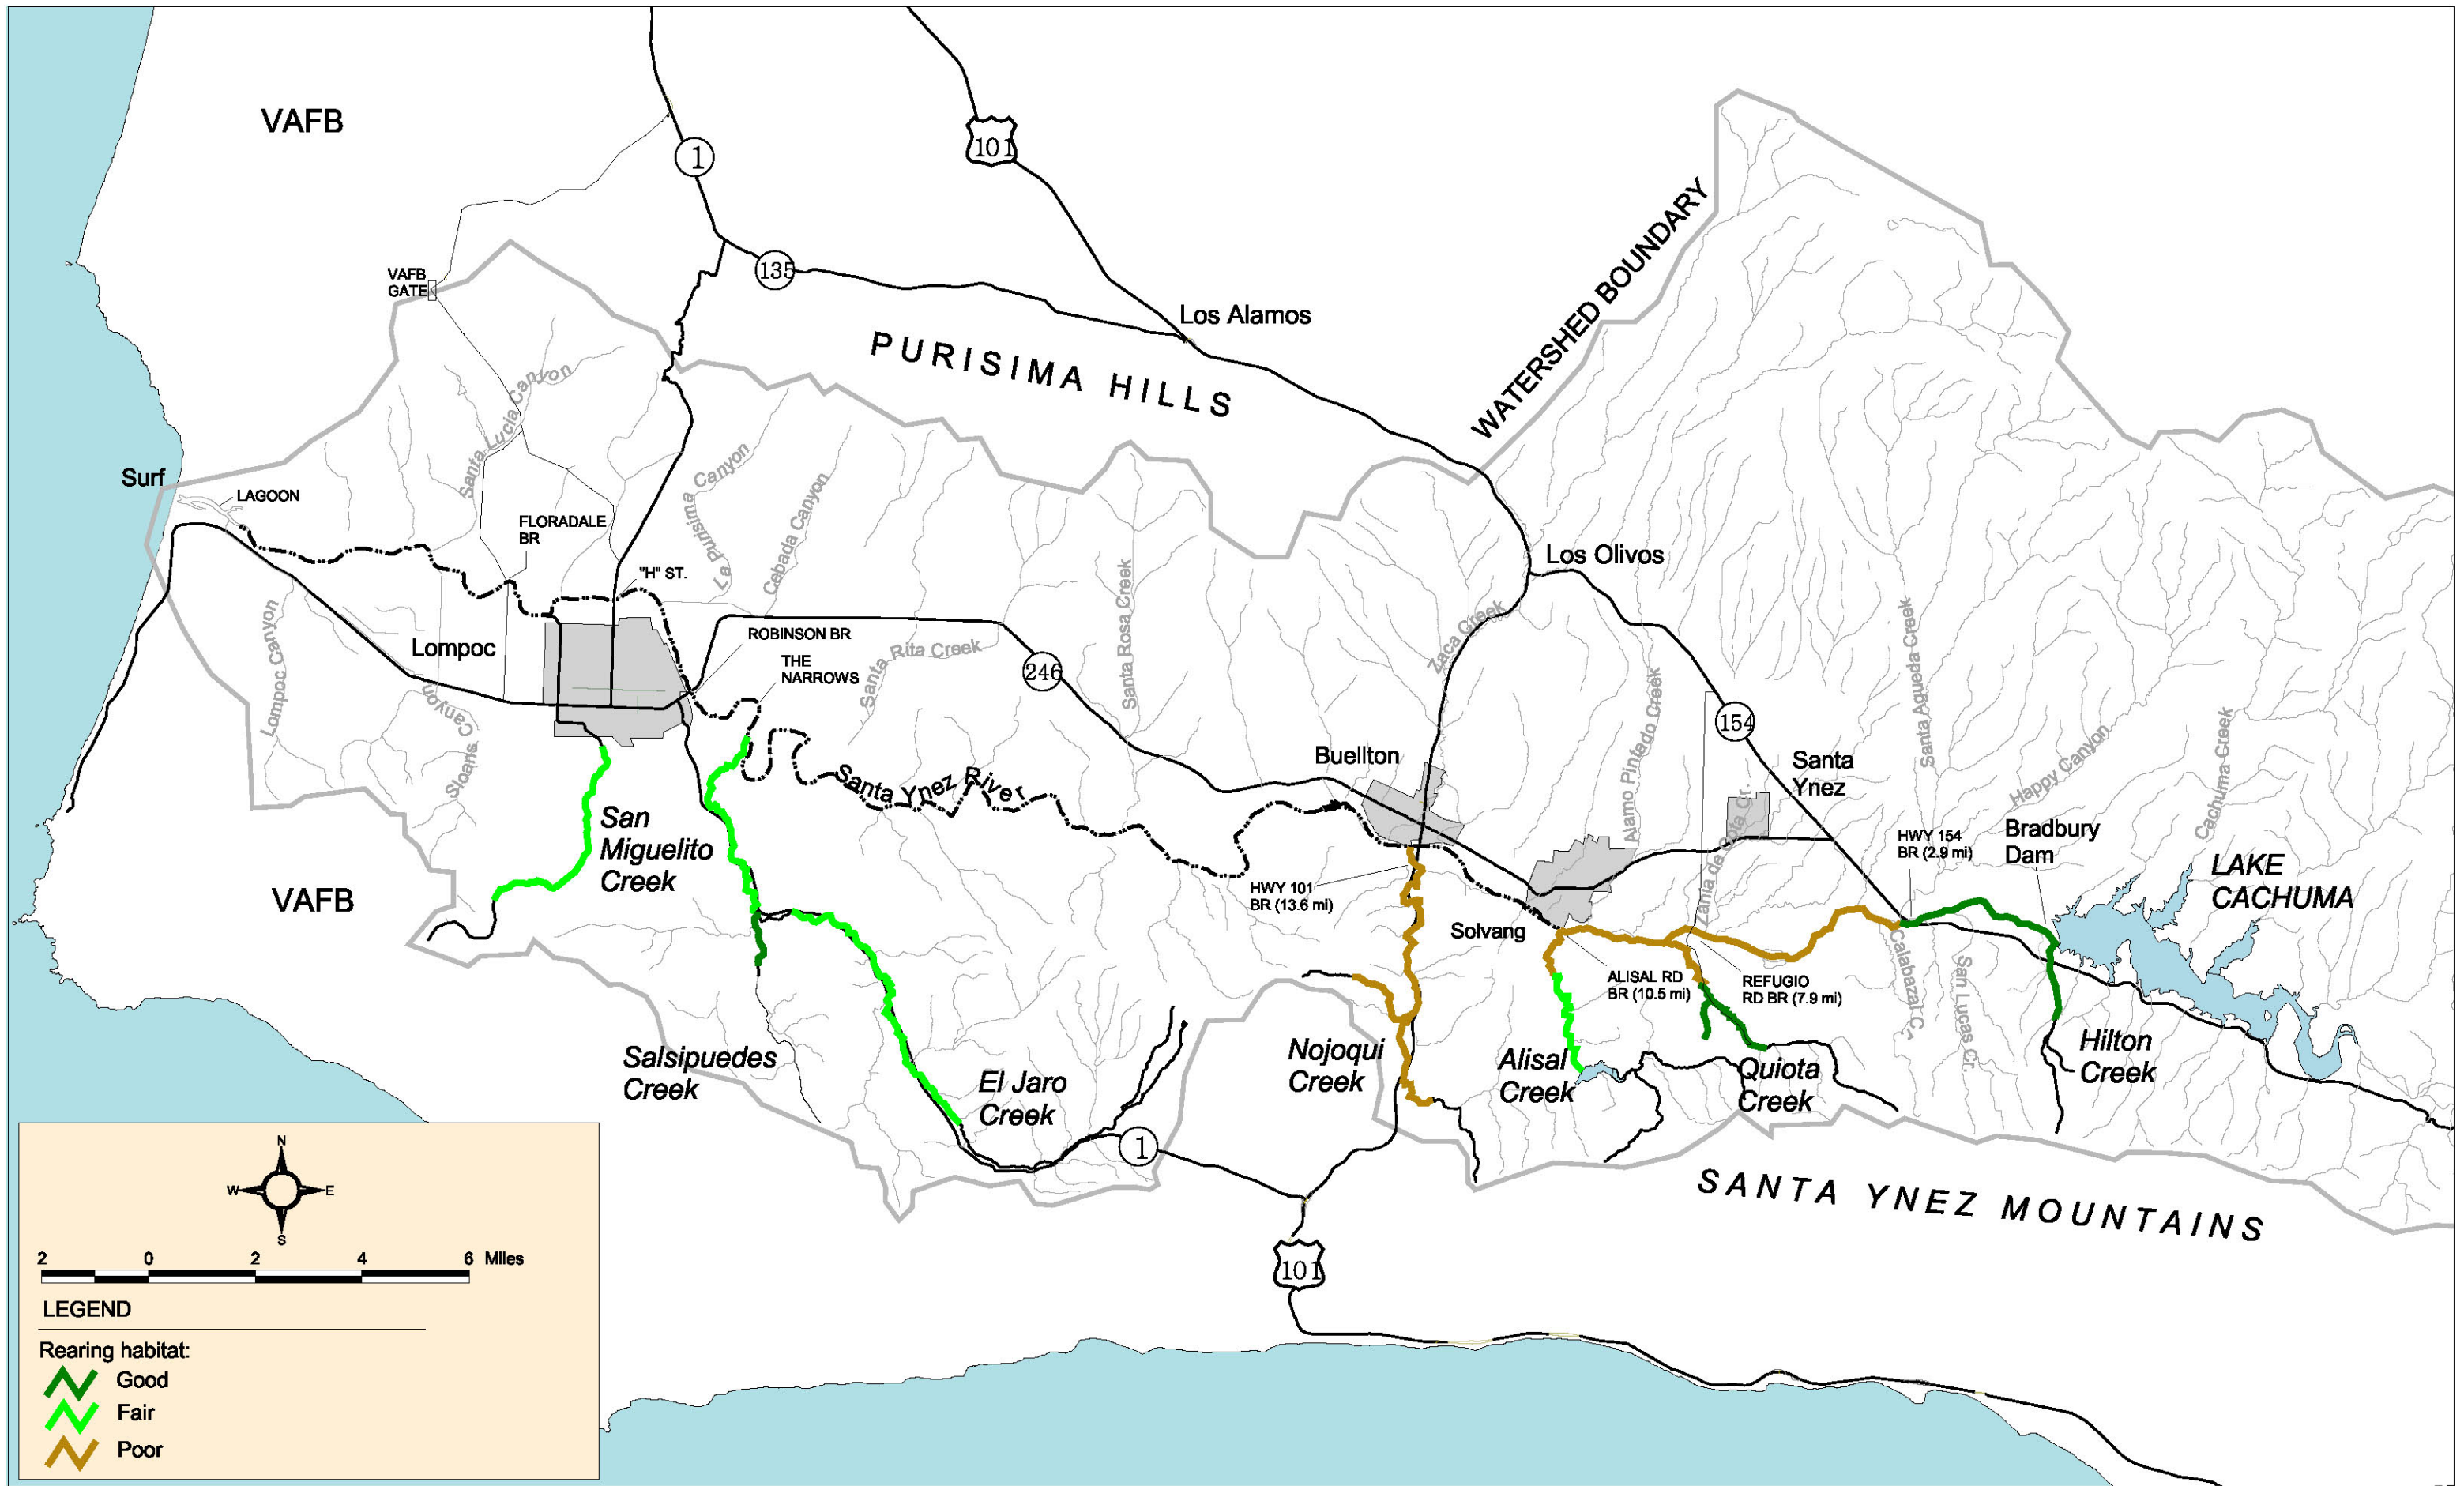 VAFB
1
101
135
VAFB
GATE
Los Alamos
PURISIMA HILLS
WATERSHED BOUNDARY
Santa Lucia Canyon
Surf
LAGOON
FLORADALE
BR
"H" ST.
La Purisima Canyon
Cebada Canyon
Los Olivos
Lompoc Canyon
Lompoc
Sloans Canyon
ROBINSON BR
THE
NARROWS
Santa Rita Creek
246
Santa Rosa Creek
Zaca Creek
Alamo Pintado Creek
154
Santa Agueda Creek
Happy Canyon
Cachuma Creek
Buellton
Santa
Ynez
Santa Ynez River
Zania de Cota Cr.
San
Miguelito
Creek
HWY 154
BR (2.9 mi)
Bradbury
Dam
LAKE
CACHUMA
VAFB
HWY 101
BR (13.6 mi)
Solvang
ALISAL RD
BR (10.5 mi)
REFUGIO
RD BR (7.9 mi)
Calabazal C.
San Lucas Cr.
Salsipuedes
Creek
El Jaro
Creek
Nojoqui
Creek
Alisal
Creek
Quiota
Creek
Hilton
Creek
1
SANTA YNEZ MOUNTAINS
101
N
W
E
S
2 0 2 4 6 Miles
LEGEND
Rearing habitat:
Good
Fair
Poor